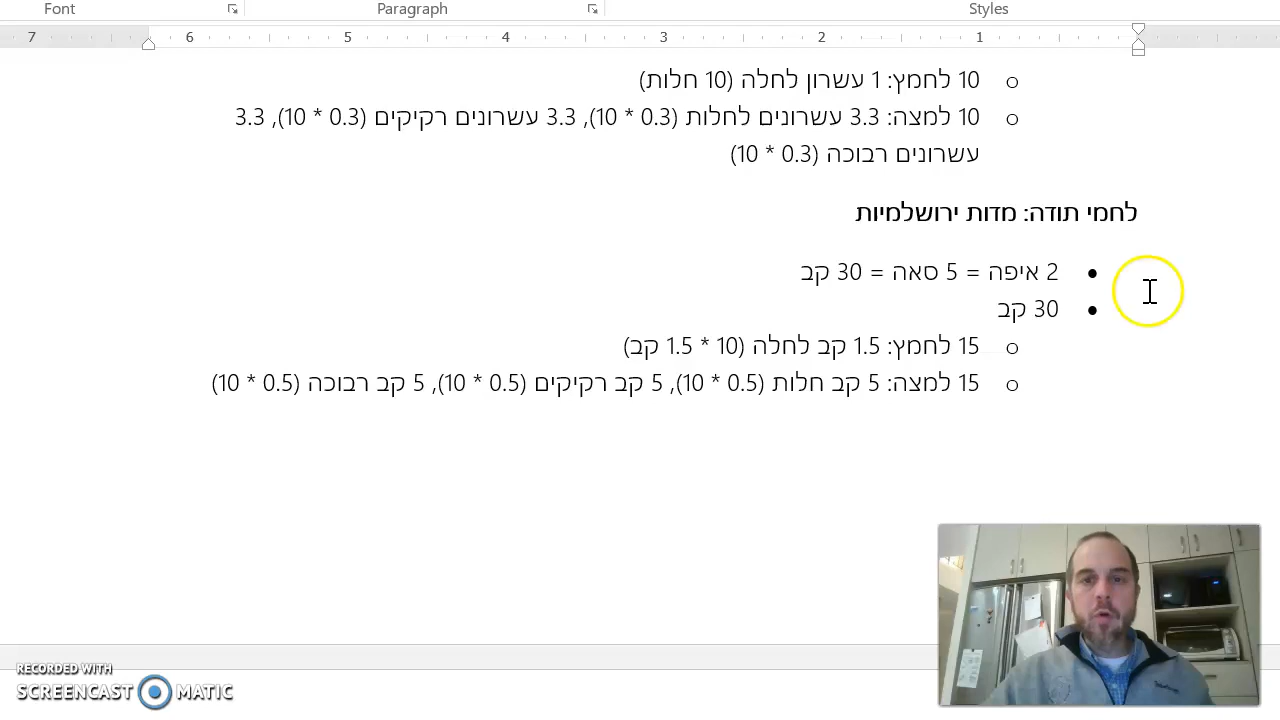 Font Paragraph Styles
7 6 5 4 3 2 1
10 לחמץ: 1 עשרון לחלה (10 חלות)
10 למצה: 3.3 עשרונים לחלות (0.3 * 10), 3.3 עשרונים רקיקים (0.3 * 10), 3.3
עשרונים רבוכה (0.3 * 10)
לחמי תודה: מדות ירושלמיות
2 איפה = 5 סאה = 30 קב
30 קב
15 לחמץ: 1.5 קב לחלה (10 * 1.5 קב)
15 למצה: 5 קב חלות (0.5 * 10), 5 קב רקיקים (0.5 * 10), 5 קב רבוכה (0.5 * 10)
RECORDED WITH
SCREENCAST MATIC